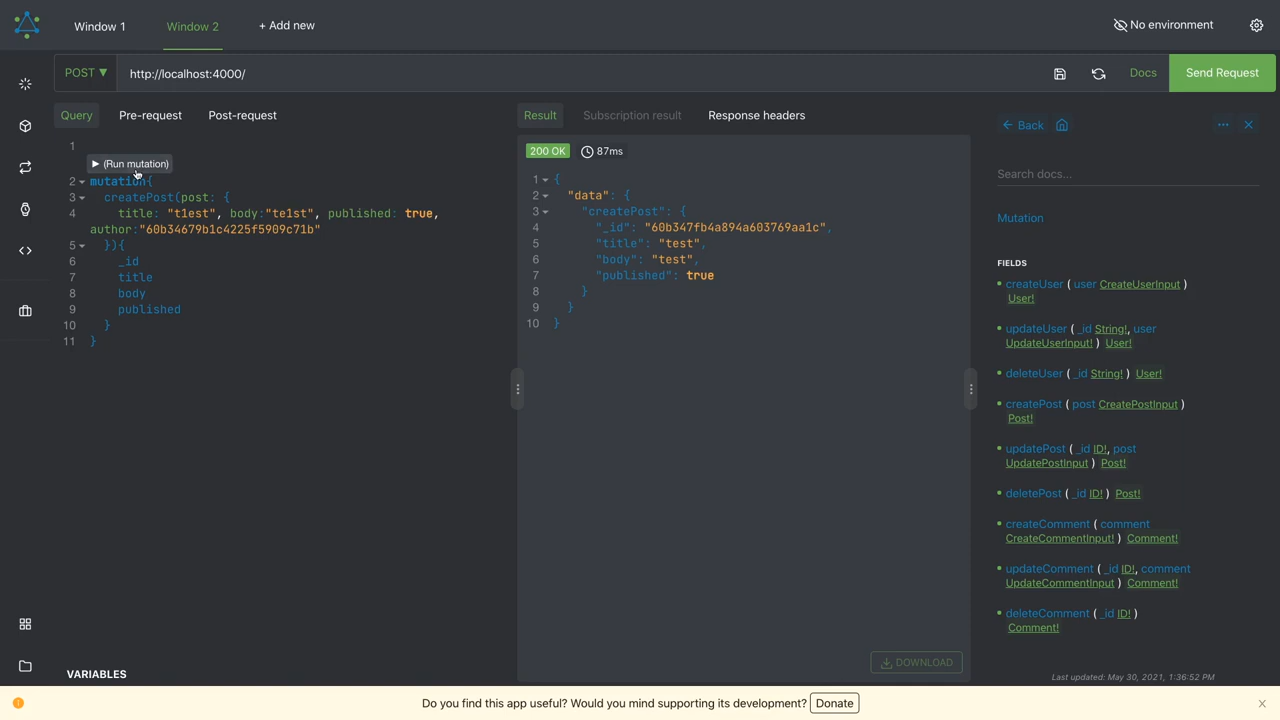 Window 1
Window 2
+ Add new
No environment
POST ▼
http://localhost:4000/
Docs
Send Request
Query
Pre-request
Post-request
Result
Subscription result
Response headers
Back
1
▶ (Run mutation)
2 mutation{
3 createPost(post: {
4 title: "t1est", body:"te1st", published: true,
author:"60b34679b1c4225f5909c71b"
5 }){
6 _id
7 title
8 body
9 published
10 }
11 }
VARIABLES
200 OK
87ms
1 {
2 "data": {
3 "createPost": {
4 "_id": "60b347fb4a894a603769aa1c",
5 "title": "test",
6 "body": "test",
7 "published": true
8 }
9 }
10 }
DOWNLOAD
Search docs...
Mutation
FIELDS
createUser ( user CreateUserInput )
User!
updateUser ( _id String!, user
UpdateUserInput! ) User!
deleteUser ( _id String! ) User!
createPost ( post CreatePostInput )
Post!
updatePost ( _id ID!, post
UpdatePostInput ) Post!
deletePost ( _id ID! ) Post!
createComment ( comment
CreateCommentInput! ) Comment!
updateComment ( _id ID!, comment
UpdateCommentInput ) Comment!
deleteComment ( _id ID! )
Comment!
Last updated: May 30, 2021, 1:36:52 PM
Do you find this app useful? Would you mind supporting its development? Donate